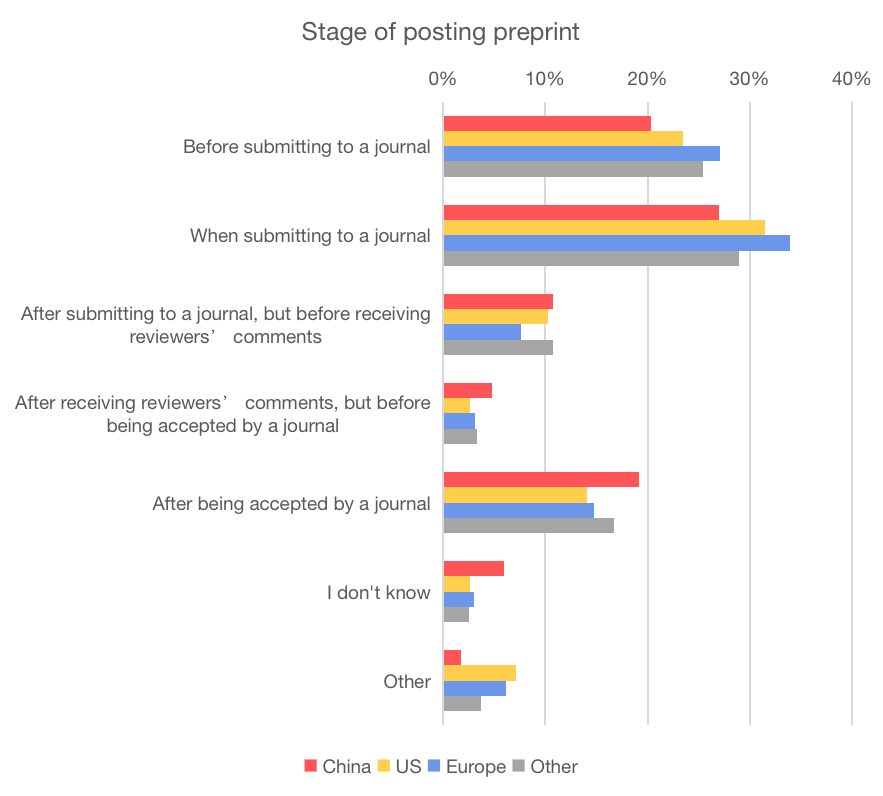 Stage of posting preprint
0% 10% 20% 30% 40%
Before submitting to a journal
When submitting to a journal
After submitting to a journal, but before receiving
reviewers’ comments
After receiving reviewers’ comments, but before
being accepted by a journal
After being accepted by a journal
I don't know
Other
China US Europe Other